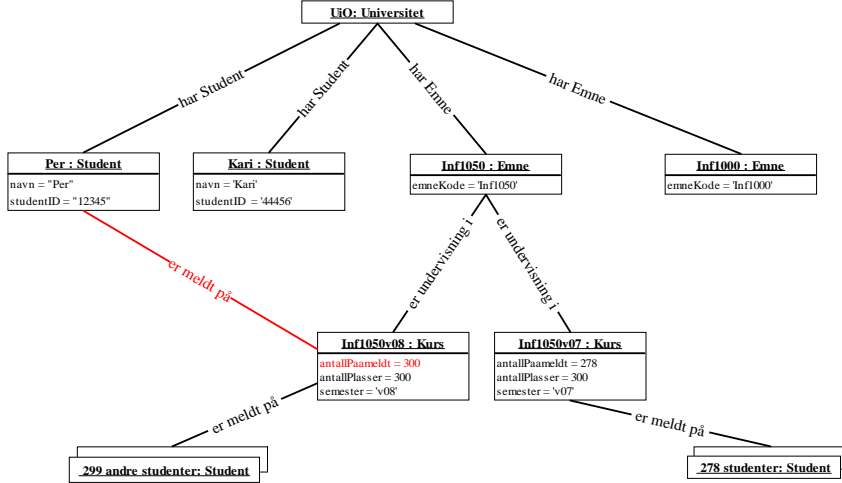 UiO: Universitet
har Student
har Student
har Emne
har Emne
Per : Student
navn = "Per"
studentID = "12345"
Kari : Student
navn = 'Kari'
studentID = '44456'
Inf1050 : Emne
emneKode = 'Inf1050'
Inf1000 : Emne
emneKode = 'Inf1000'
er meldt på
er undervisning i
er undervisning i
Inf1050v08 : Kurs
antallPaameldt = 300
antallPlasser = 300
semester = 'v08'
Inf1050v07 : Kurs
antallPaameldt = 278
antallPlasser = 300
semester = 'v07'
er meldt på
er meldt på
299 andre studenter: Student
278 studenter: Student